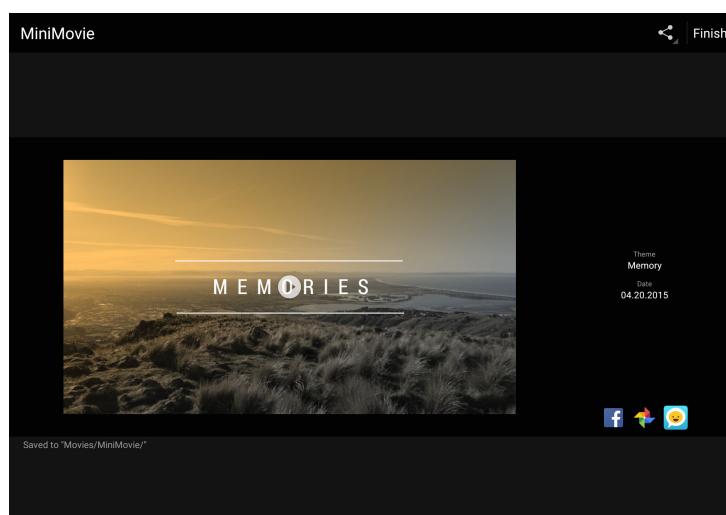 MiniMovie
Finish
MEMORIES
Theme
Memory
Date
04.20.2015
Saved to "Movies/MiniMovie/"